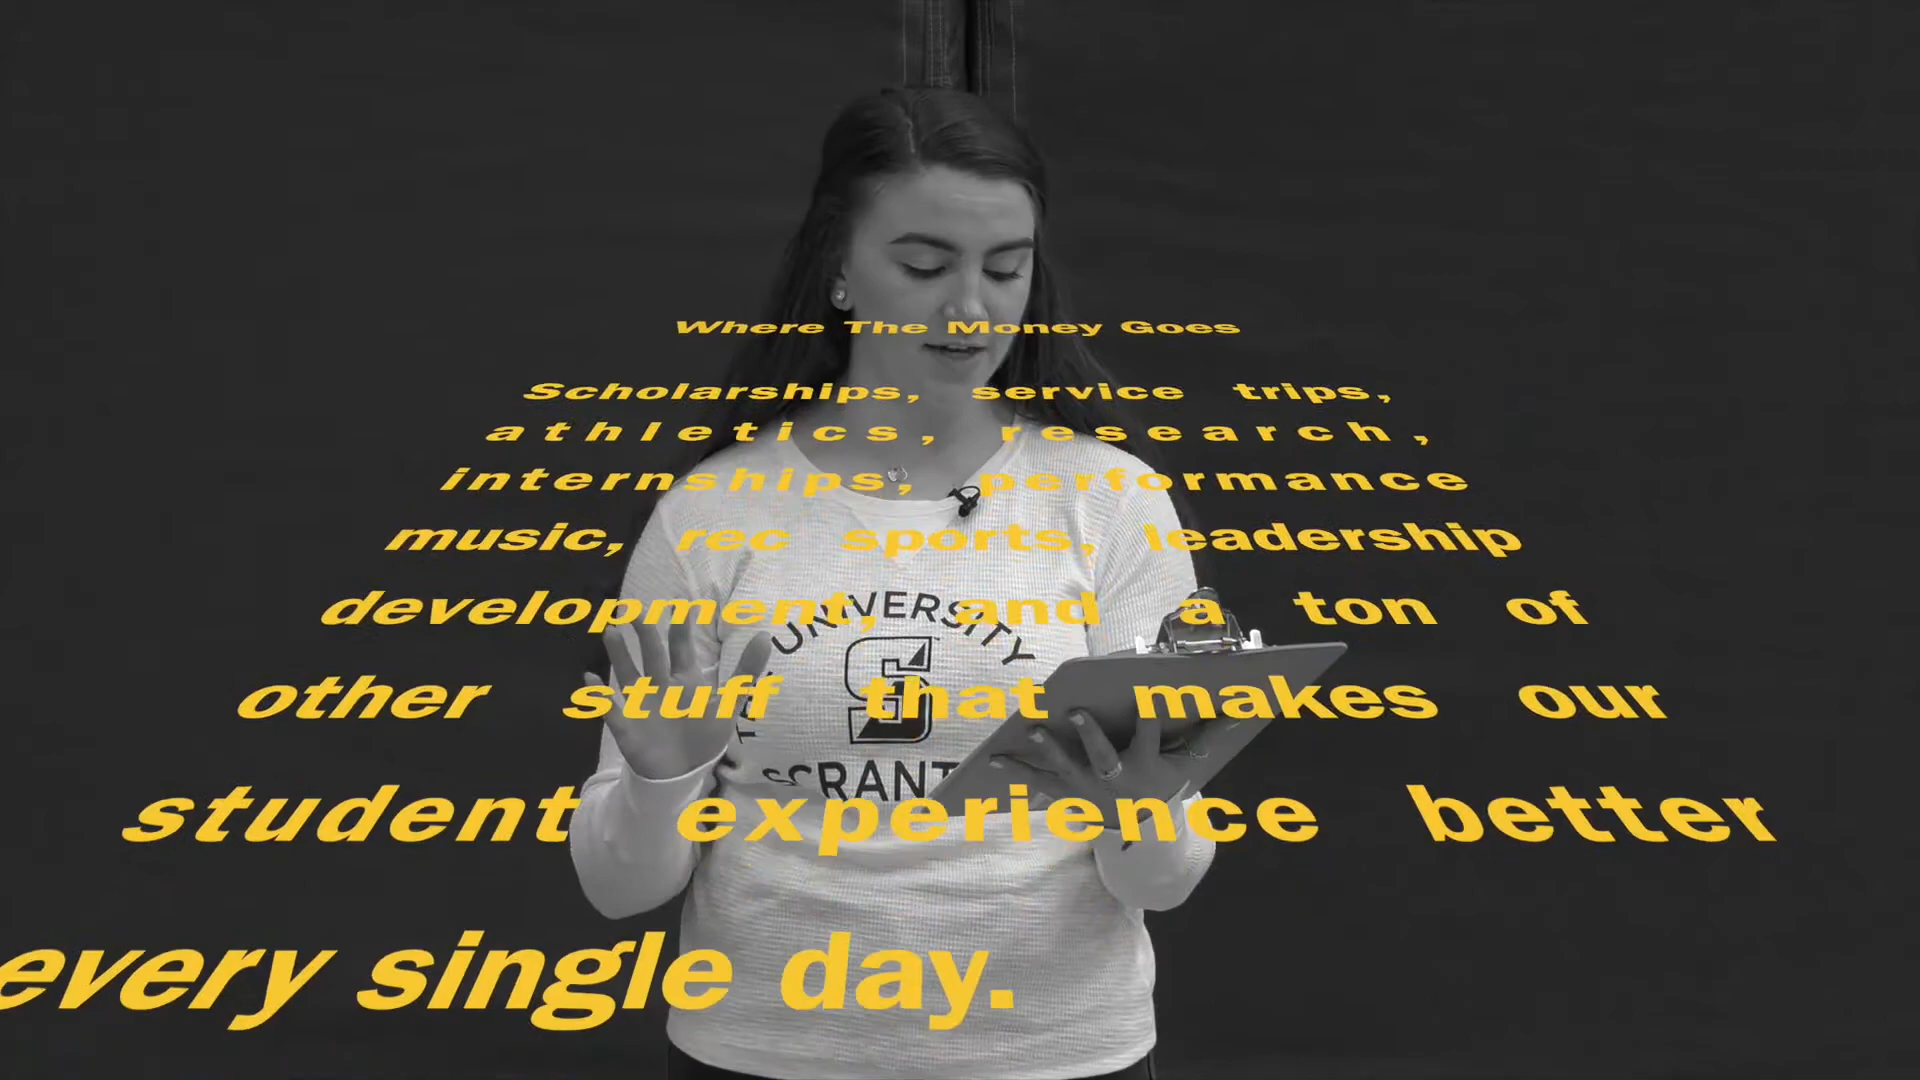 Where The Money Goes
Scholarships, service trips,
athletics, research,
internships, performance
music, rec sports, leadership
development, and a ton of
other stuff that makes our
student experience better
every single day.
UNIVERSITY
S